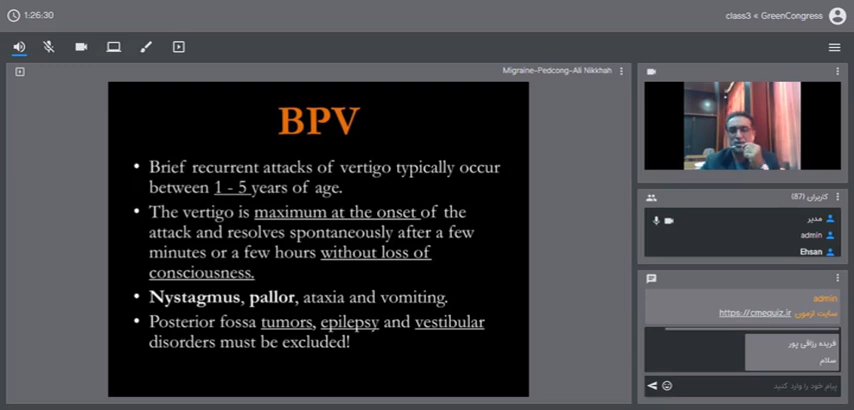 1:26:30
class3 < GreenCongress
Migraine-Pedcong-Ali Nikkhah
BPV
• Brief recurrent attacks of vertigo typically occur
between 1 - 5 years of age.
• The vertigo is maximum at the onset of the
attack and resolves spontaneously after a few
minutes or a few hours without loss of
consciousness.
• Nystagmus, pallor, ataxia and vomiting.
• Posterior fossa tumors, epilepsy and vestibular
disorders must be excluded!
کاربران (87)
مدیر
admin
Ehsan
admin
سایت ازمون https://cmequiz.ir
فریده رزاقی پور
سلام
پیام خود را وارد کنید